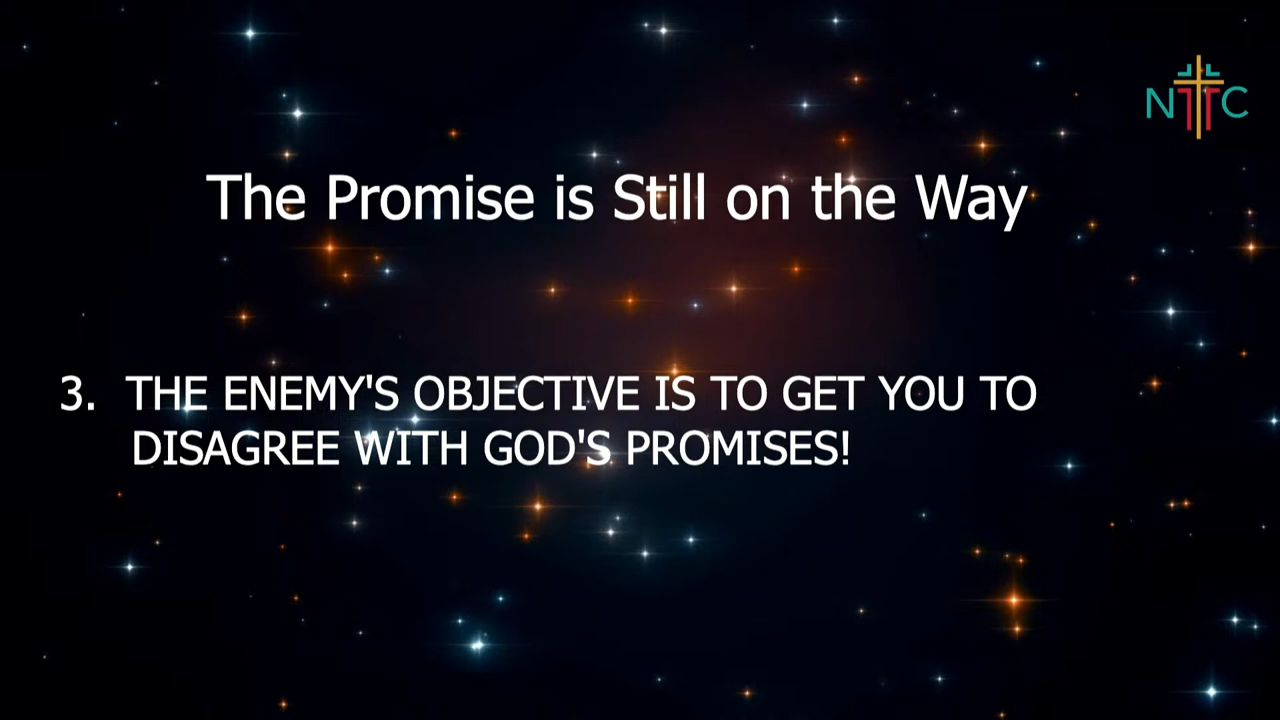 NTTC
The Promise is Still on the Way
3. THE ENEMY'S OBJECTIVE IS TO GET YOU TO
DISAGREE WITH GOD'S PROMISES!